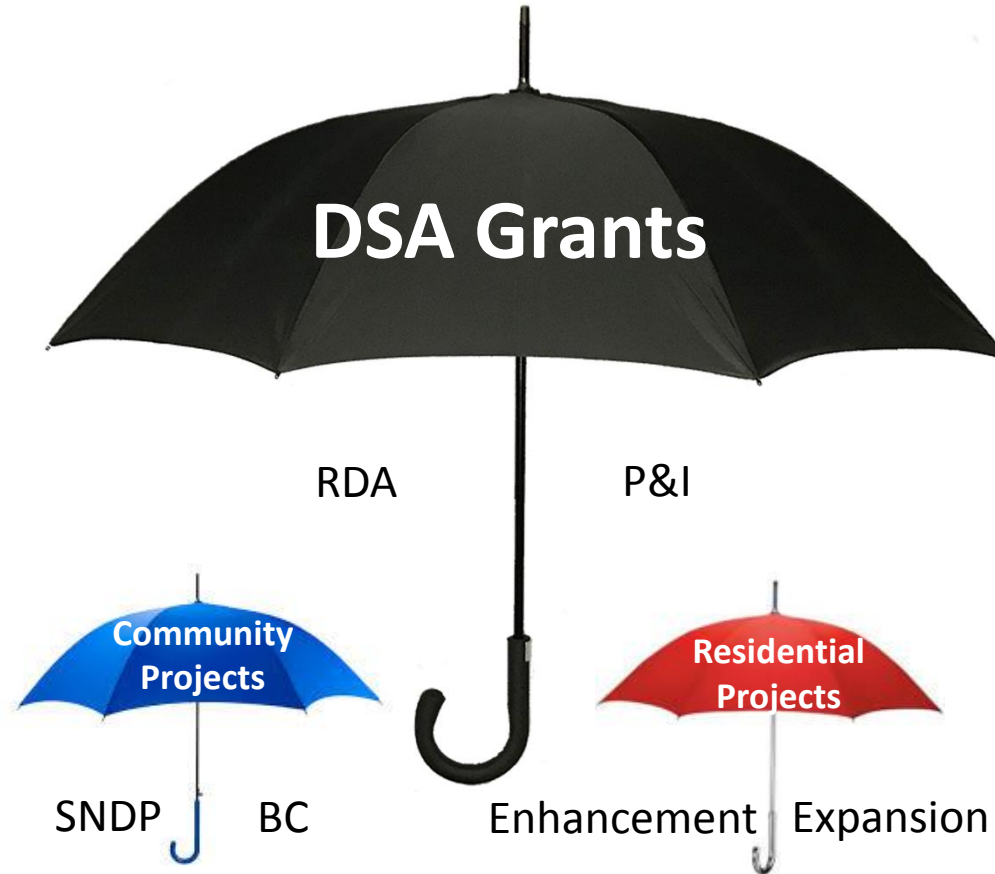 DSA Grants
RDA
P&I
Community
Projects
Residential
Projects
SNDP
BC
Enhancement
Expansion